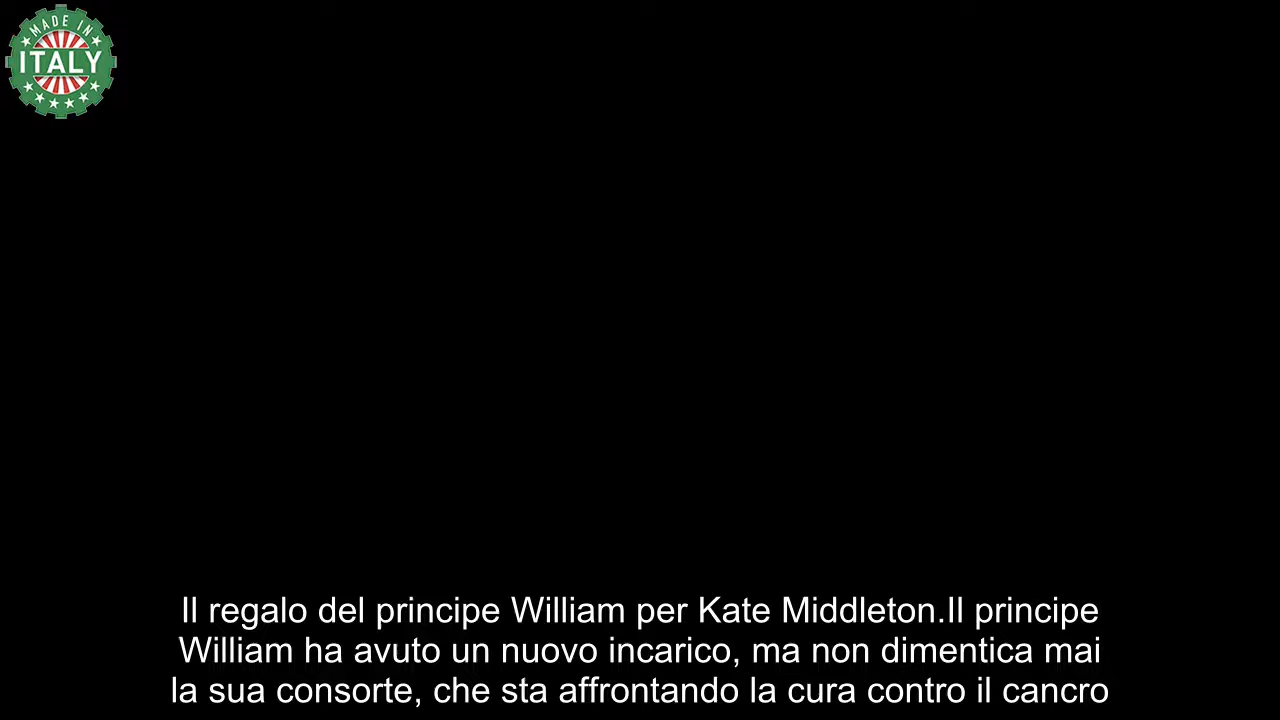 MADE IN
ITALY
Il regalo del principe William per Kate Middleton.Il principe
William ha avuto un nuovo incarico, ma non dimentica mai
la sua consorte, che sta affrontando la cura contro il cancro